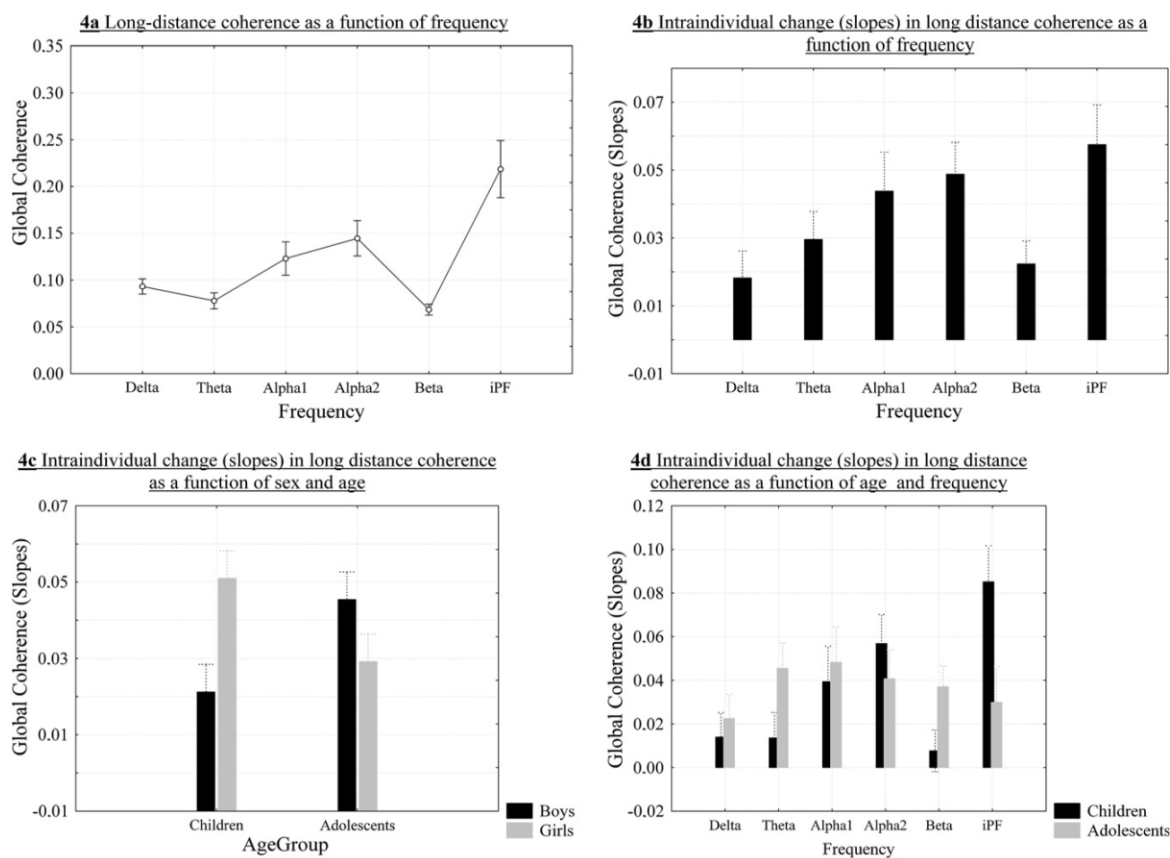 4a Long-distance coherence as a function of frequency
0.35
0.30
0.25
0.20
0.15
0.10
0.05
0.00
Global Coherence
Delta Theta Alpha1 Alpha2 Beta iPF
Frequency
4b Intraindividual change (slopes) in long distance coherence as a
function of frequency
0.07
0.05
0.03
0.01
-0.01
Global Coherence (Slopes)
Delta Theta Alpha1 Alpha2 Beta iPF
Frequency
4c Intraindividual change (slopes) in long distance coherence
as a function of sex and age
0.07
0.05
0.03
0.01
-0.01
Global Coherence (Slopes)
Children Adolescents
AgeGroup
Boys
Girls
4d Intraindividual change (slopes) in long distance
coherence as a function of age and frequency
0.12
0.10
0.08
0.06
0.04
0.02
0.00
-0.02
Global Coherence (Slopes)
Delta Theta Alpha1 Alpha2 Beta iPF
Frequency
Children
Adolescents